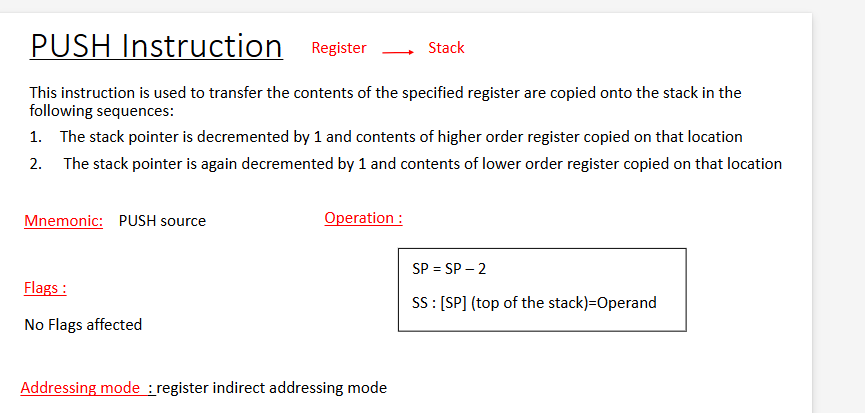 PUSH Instruction Register Stack
This instruction is used to transfer the contents of the specified register are copied onto the stack in the
following sequences:
1. The stack pointer is decremented by 1 and contents of higher order register copied on that location
2. The stack pointer is again decremented by 1 and contents of lower order register copied on that location
Mnemonic: PUSH source
Operation :
SP = SP – 2
SS : [SP] (top of the stack)=Operand
Flags :
No Flags affected
Addressing mode : register indirect addressing mode